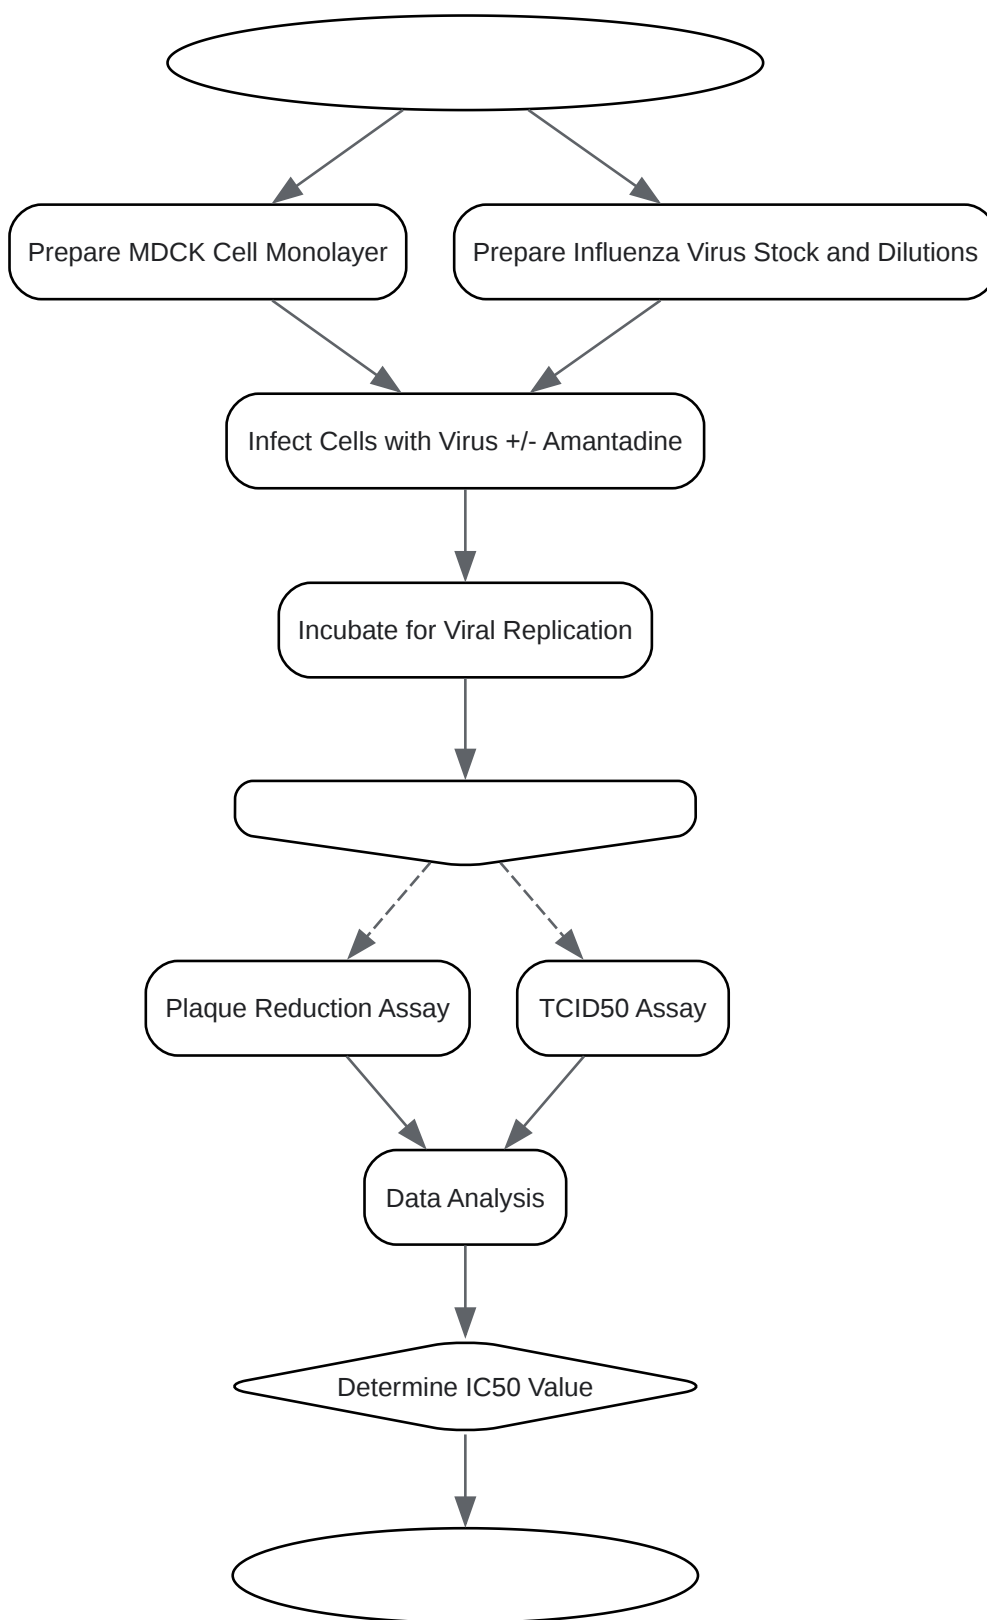 Prepare MDCK Cell Monolayer
Prepare Influenza Virus Stock and Dilutions
Infect Cells with Virus +/- Amantadine
Incubate for Viral Replication
Plaque Reduction Assay
TCID50 Assay
Data Analysis
Determine IC50 Value